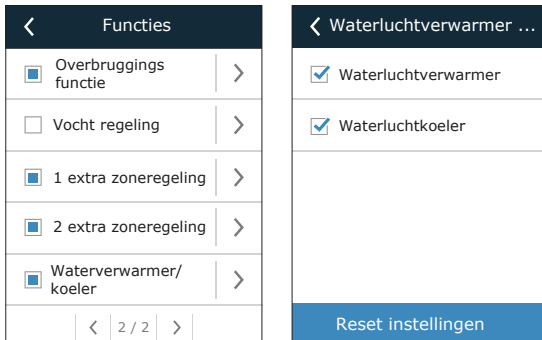 Functies
Overbruggings
functie
Vocht regeling
1 extra zoneregeling
2 extra zoneregeling
Waterverwarmer/
koeler
2 / 2
Waterluchtverwarmer ...
Waterluchtverwarmer
Waterluchtkoeler
Reset instellingen